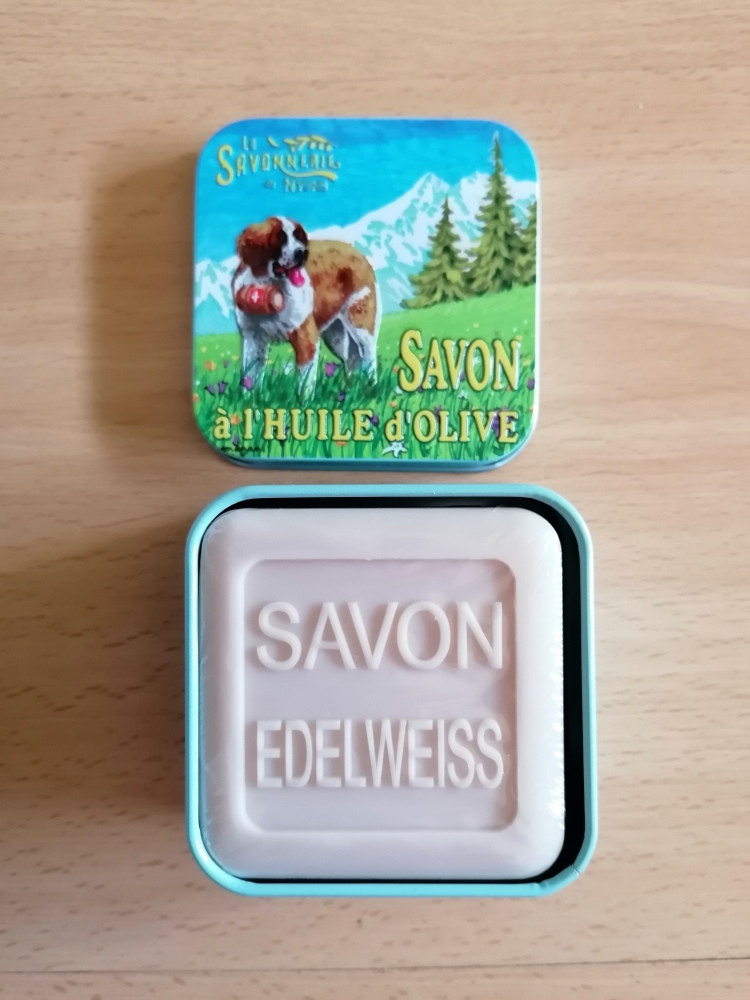 La
SAVONNERIE
de Nyons
SAVON
à l'HUILE d'OLIVE
SAVON
EDELWEISS